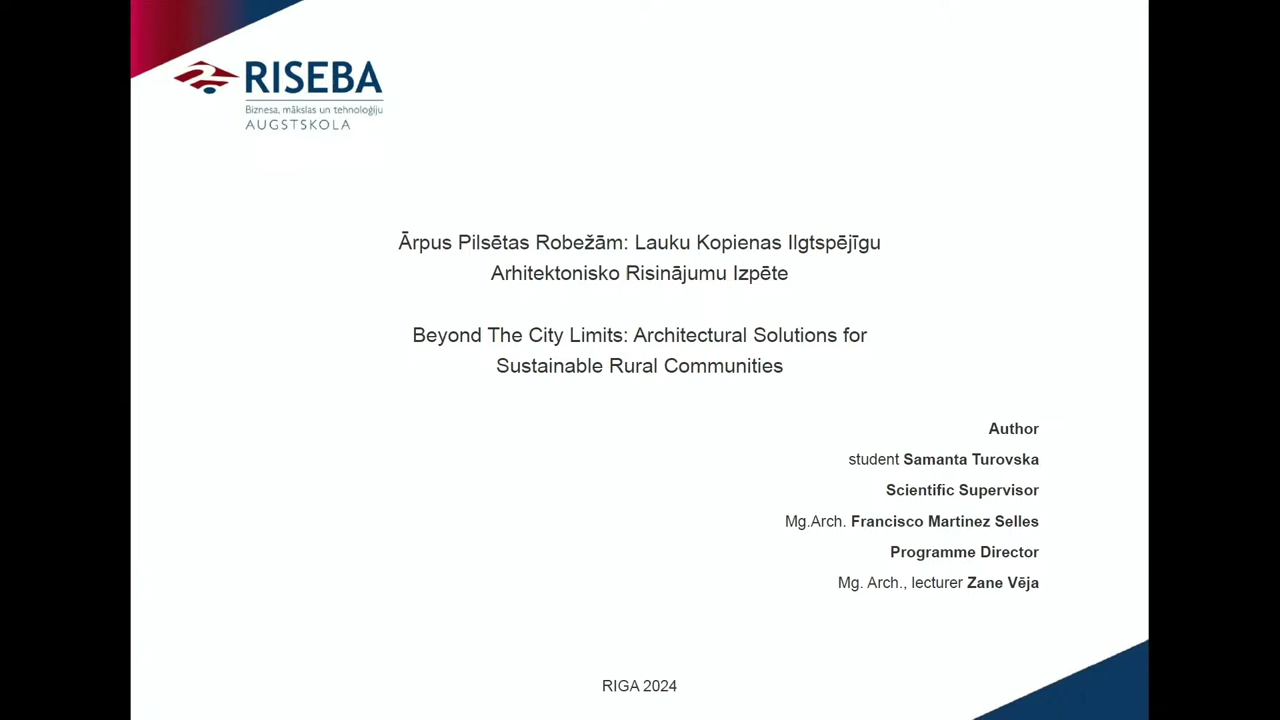 RISEBA
Biznesa, mākslas un tehnoloģiju
AUGSTSKOLA
Ārpus Pilsētas Robežām: Lauku Kopienas Ilgtspējīgu
Arhitektonisko Risinājumu Izpēte
Beyond The City Limits: Architectural Solutions for
Sustainable Rural Communities
Author
student Samanta Turovska
Scientific Supervisor
Mg.Arch. Francisco Martinez Selles
Programme Director
Mg. Arch., lecturer Zane Vēja
RIGA 2024